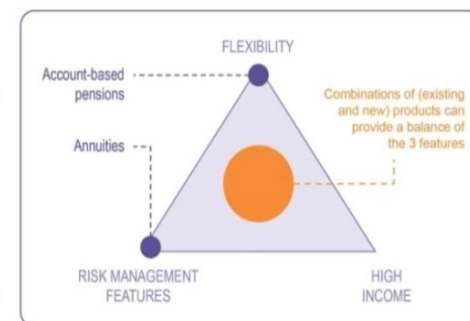 FLEXIBILITY
Account-based
pensions
Combinations of (existing
and new) products can
provide a balance of
the 3 features
Annuities
RISK MANAGEMENT
FEATURES
HIGH
INCOME